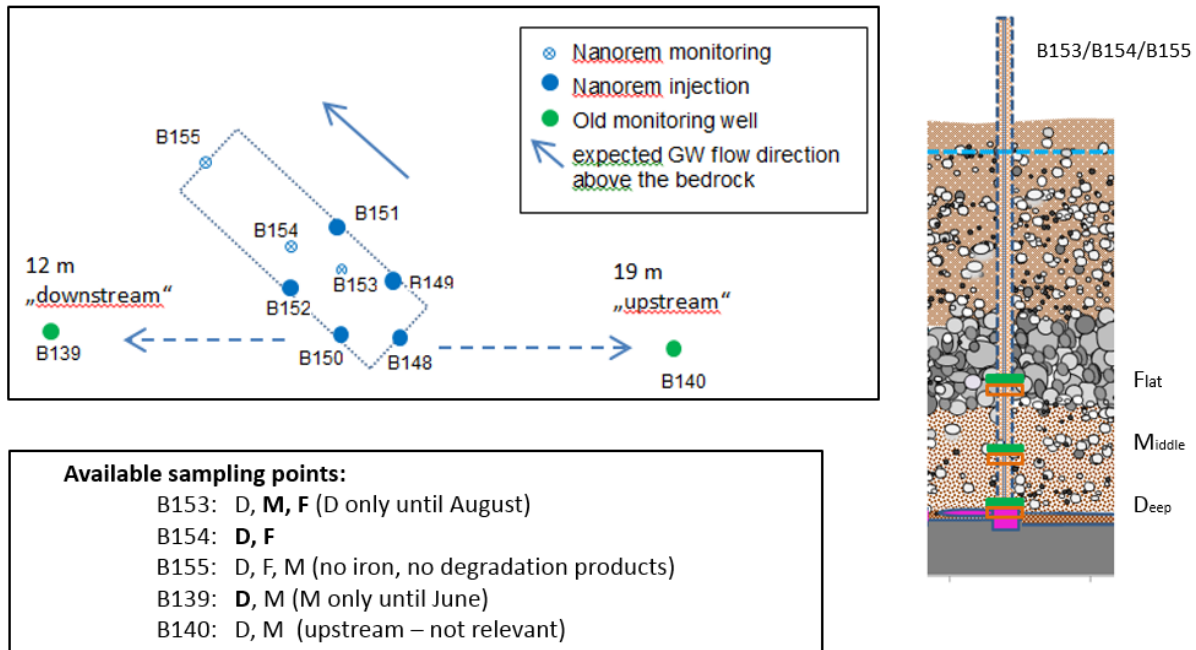 Nanorem monitoring
Nanorem injection
Old monitoring well
expected GW flow direction
above the bedrock
B155
B151
B154
12 m
„downstream“
B153
B149
B152
19 m
„upstream“
B139
B150
B148
B140
Available sampling points:
B153: D, M, F (D only until August)
B154: D, F
B155: D, F, M (no iron, no degradation products)
B139: D, M (M only until June)
B140: D, M (upstream – not relevant)
B153/B154/B155
Flat
Middle
Deep